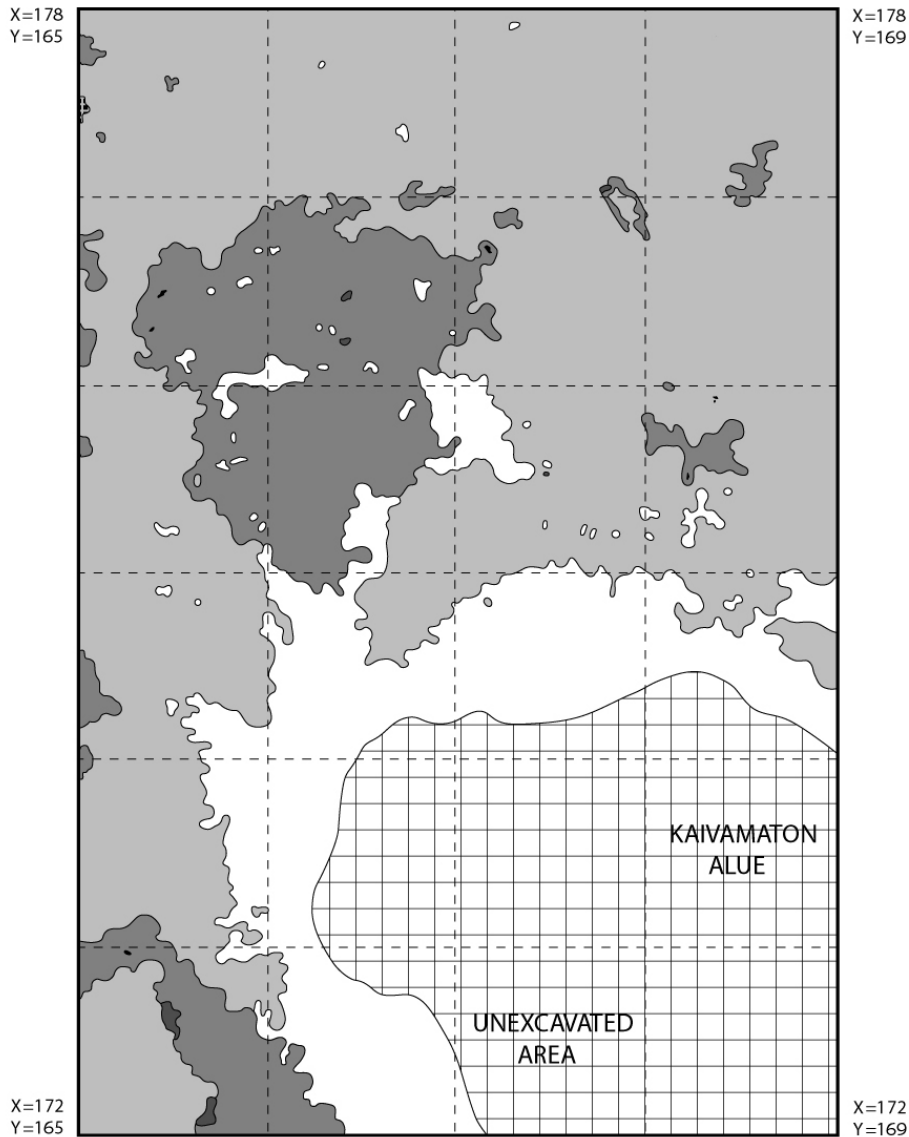 X=178
Y=165
X=178
Y=169
KAIVAMATON
ALUE
UNEXCAVATED
AREA
X=172
Y=165
X=172
Y=169